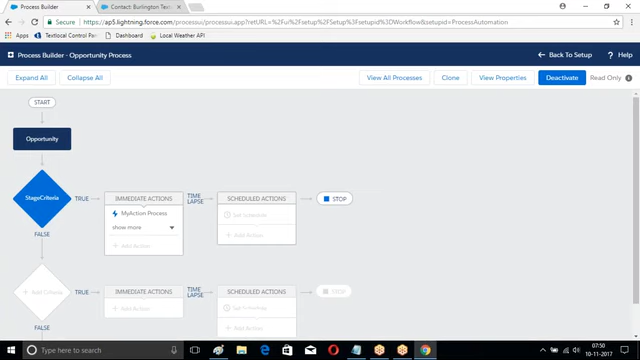 Process Builder
Contact: Burlington Text
Secure
https://ap5.lightning.force.com/processui/processui.app?retURL=%2Fui%2Fsetup%2FSetup%3Fsetupid%3DWorkflow&setupid=ProcessAutomation
Apps
Textlocal Control Pan
Dashboard
Local Weather API
Process Builder - Opportunity Process
Back To Setup
? Help
Expand All
Collapse All
View All Processes
Clone
View Properties
Deactivate
Read Only
START
Opportunity
StageCriteria
TRUE
IMMEDIATE ACTIONS
TIME
LAPSE
SCHEDULED ACTIONS
STOP
MyAction Process
show more
+ Add Action
Set Schedule
+ Add Action
FALSE
+ Add Criteria
TRUE
IMMEDIATE ACTIONS
TIME
LAPSE
SCHEDULED ACTIONS
STOP
+ Add Action
Set Schedule
+ Add Action
FALSE
Type here to search
07:50
10-11-2017